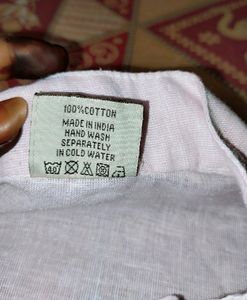 100% COTTON
MADE IN INDIA
HAND WASH
SEPARATELY
IN COLD WATER